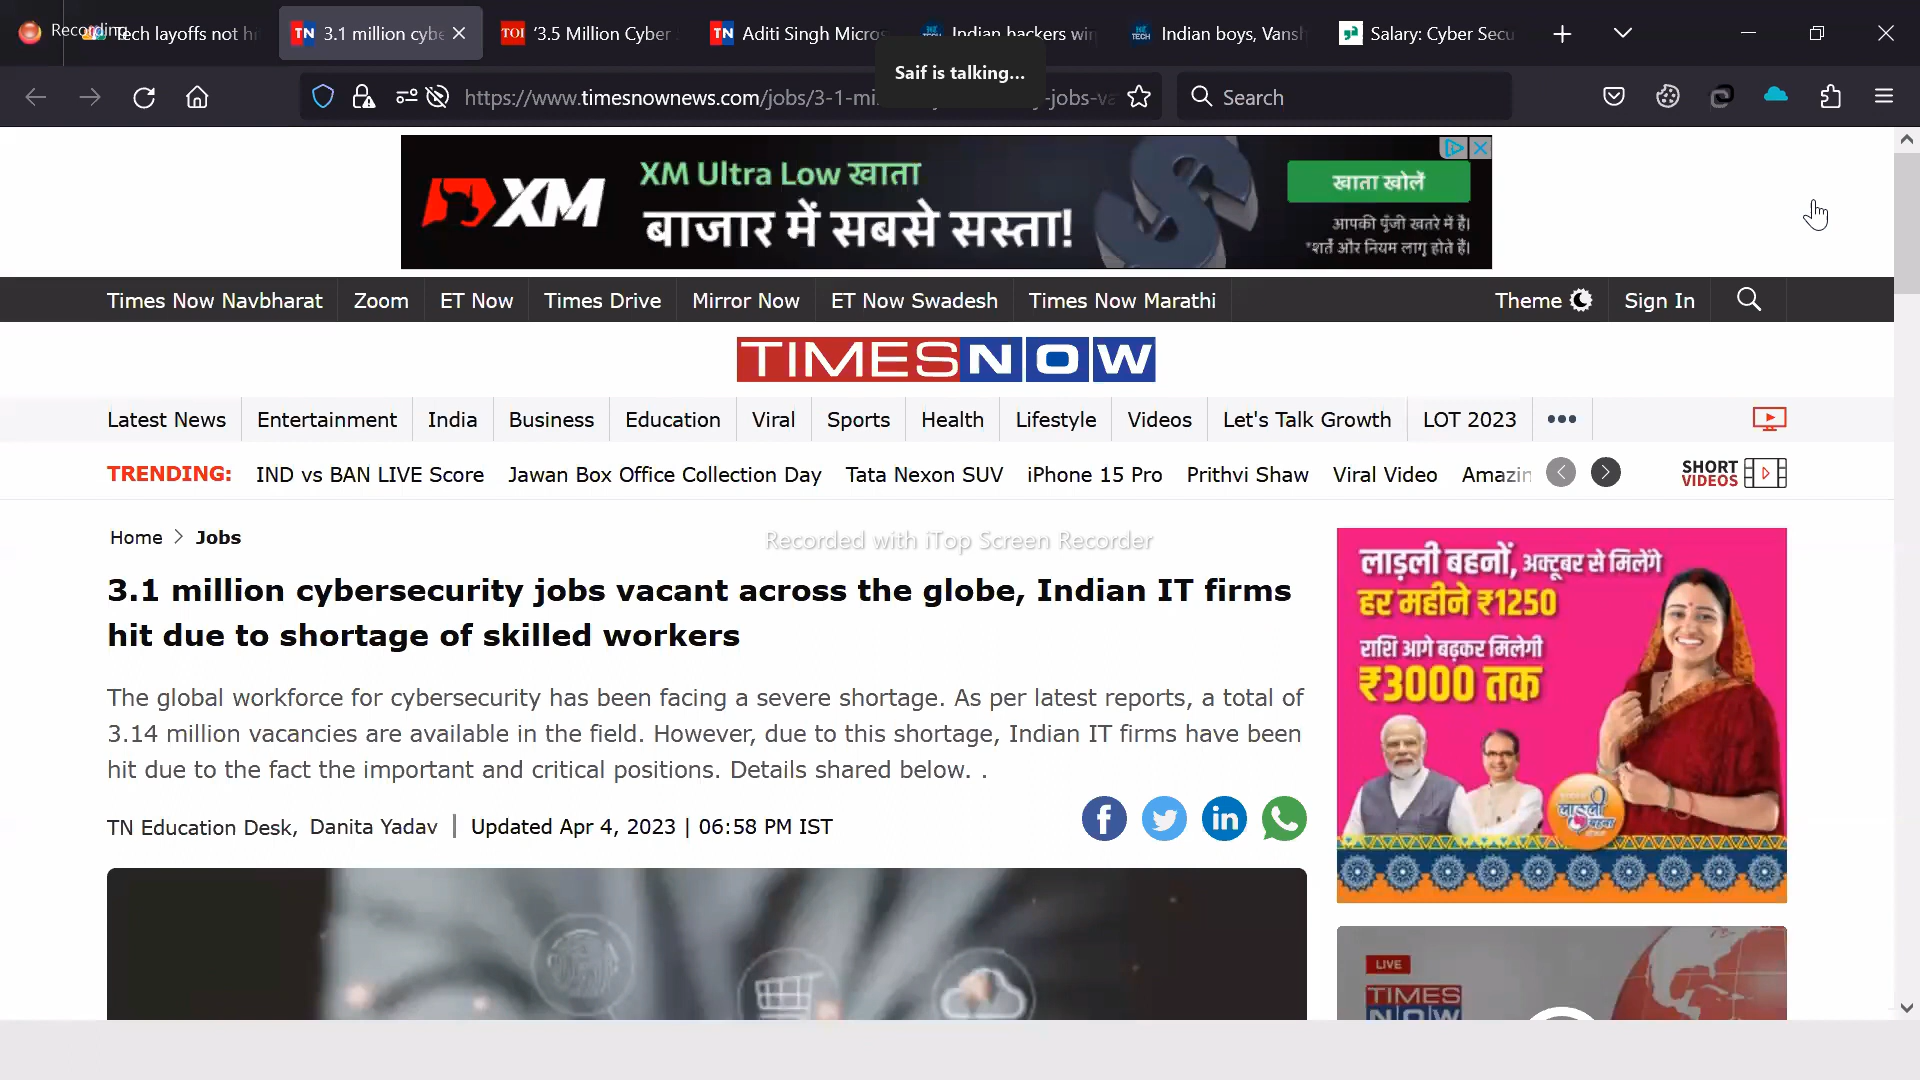 Recording
Tech layoffs not hi
3.1 million cybe
TOI
'3.5 Million Cyber
Aditi Singh Micros
Indian hackers win
Indian boys, Vansh
Salary: Cyber Secu
Saif is talking...
https://www.timesnownews.com/jobs/3-1-mi
-jobs-va
Search
XM
XM Ultra Low खाता
बाजार में सबसे सस्ता!
खाता खोलें
आपकी पूँजी खतरे में है।
*शर्तें और नियम लागू होते हैं।
Times Now Navbharat
Zoom
ET Now
Times Drive
Mirror Now
ET Now Swadesh
Times Now Marathi
Theme
Sign In
TIMES NOW
Latest News
Entertainment
India
Business
Education
Viral
Sports
Health
Lifestyle
Videos
Let's Talk Growth
LOT 2023
TRENDING:
IND vs BAN LIVE Score
Jawan Box Office Collection Day
Tata Nexon SUV
iPhone 15 Pro
Prithvi Shaw
Viral Video
Amazin
SHORT
VIDEOS
Home > Jobs
Recorded with iTop Screen Recorder
3.1 million cybersecurity jobs vacant across the globe, Indian IT firms
hit due to shortage of skilled workers
The global workforce for cybersecurity has been facing a severe shortage. As per latest reports, a total of
3.14 million vacancies are available in the field. However, due to this shortage, Indian IT firms have been
hit due to the fact the important and critical positions. Details shared below. .
TN Education Desk, Danita Yadav | Updated Apr 4, 2023 | 06:58 PM IST
लाड़ली बहनों, अक्टूबर से मिलेंगे
हर महीने ₹1250
राशि आगे बढ़कर मिलेगी
₹3000 तक
लाड़ली
बहना
LIVE
TIMES
NOW